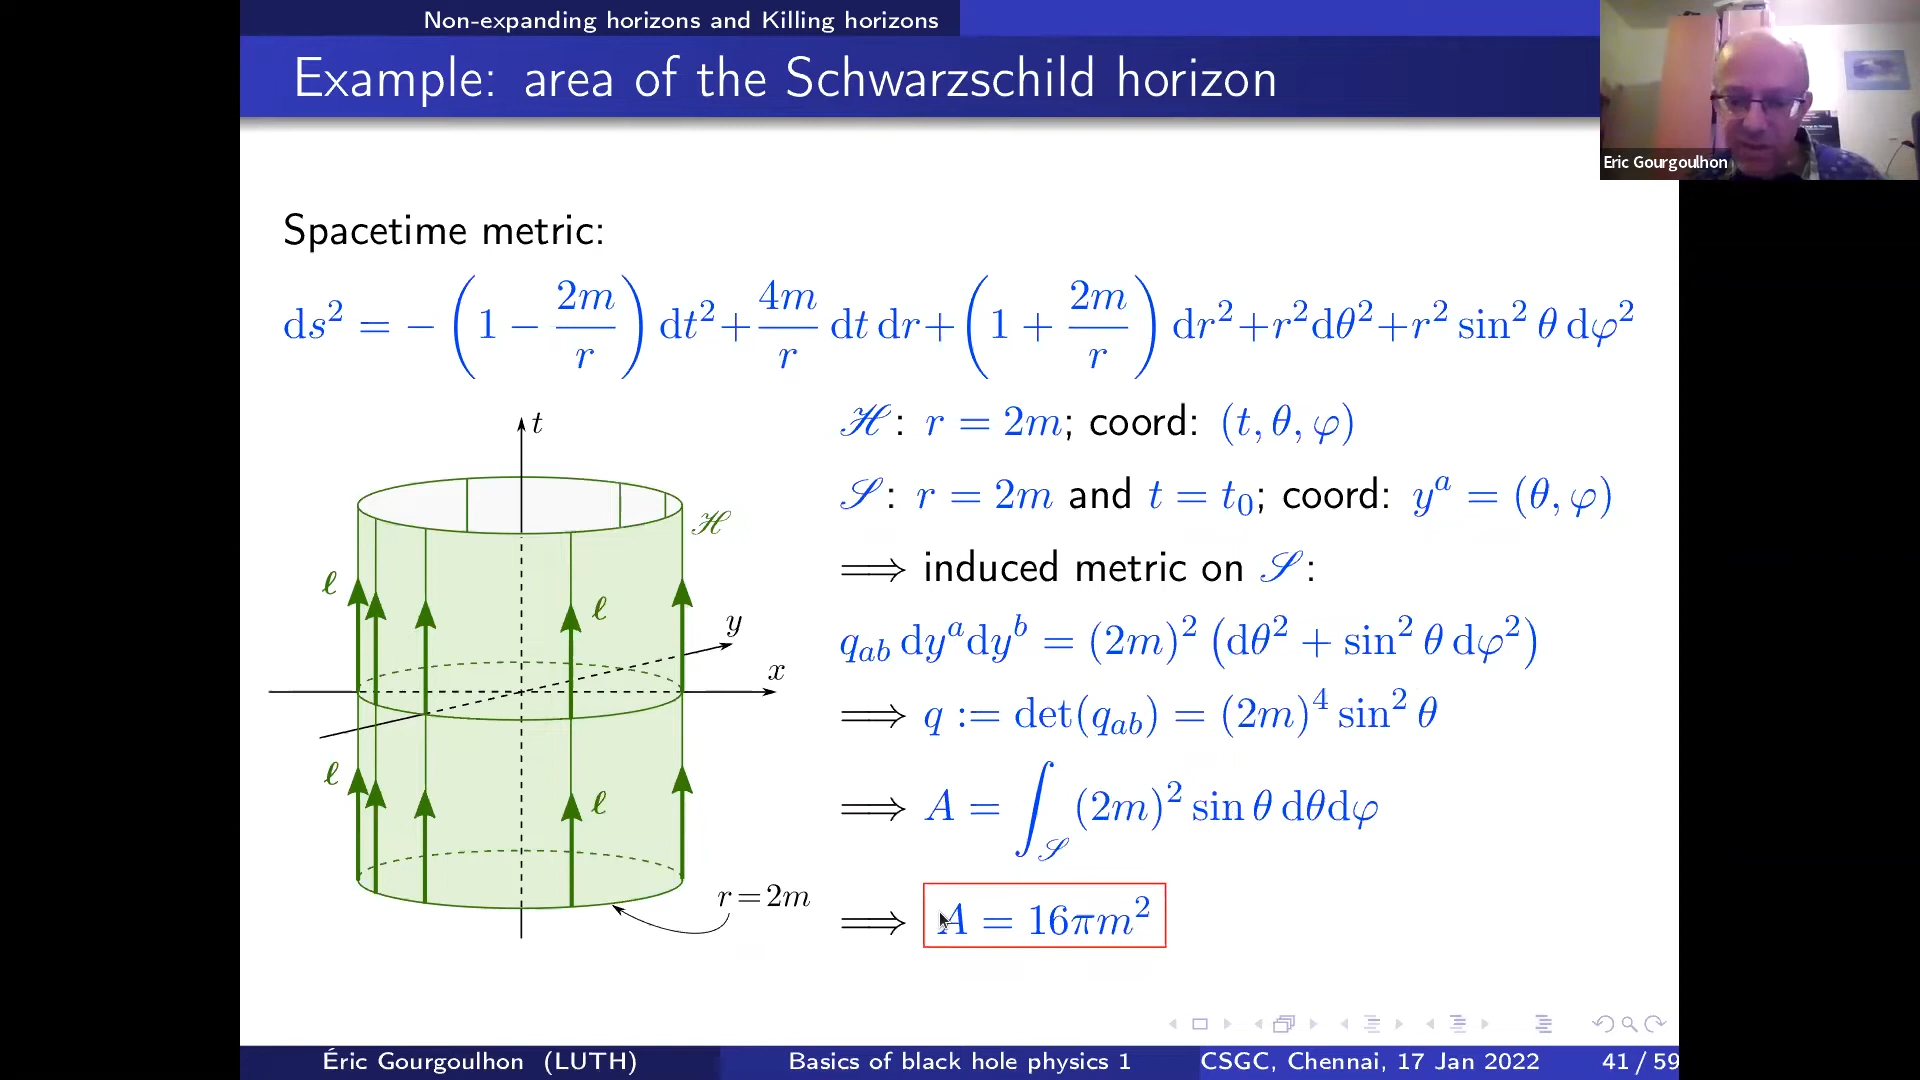 Non-expanding horizons and Killing horizons
Example: area of the Schwarzschild horizon
Eric Gourgoulhon
Spacetime metric:
ds² = −(1 − 2m/r) dt² + 4m/r dt dr + (1 + 2m/r) dr² + r²dθ² + r² sin² θ dφ²
ℋ: r = 2m; coord: (t, θ, φ)
𝒮: r = 2m and t = t₀; coord: yᵃ = (θ, φ)
⟹ induced metric on 𝒮:
q_ab dyᵃdyᵇ = (2m)² (dθ² + sin² θ dφ²)
⟹ q := det(q_ab) = (2m)⁴ sin² θ
⟹ A = ∫_𝒮 (2m)² sin θ dθdφ
⟹ A = 16πm²
t
ℋ
ℓ
ℓ
y
x
ℓ
ℓ
r=2m
Éric Gourgoulhon (LUTH)
Basics of black hole physics 1
CSGC, Chennai, 17 Jan 2022
41 / 59